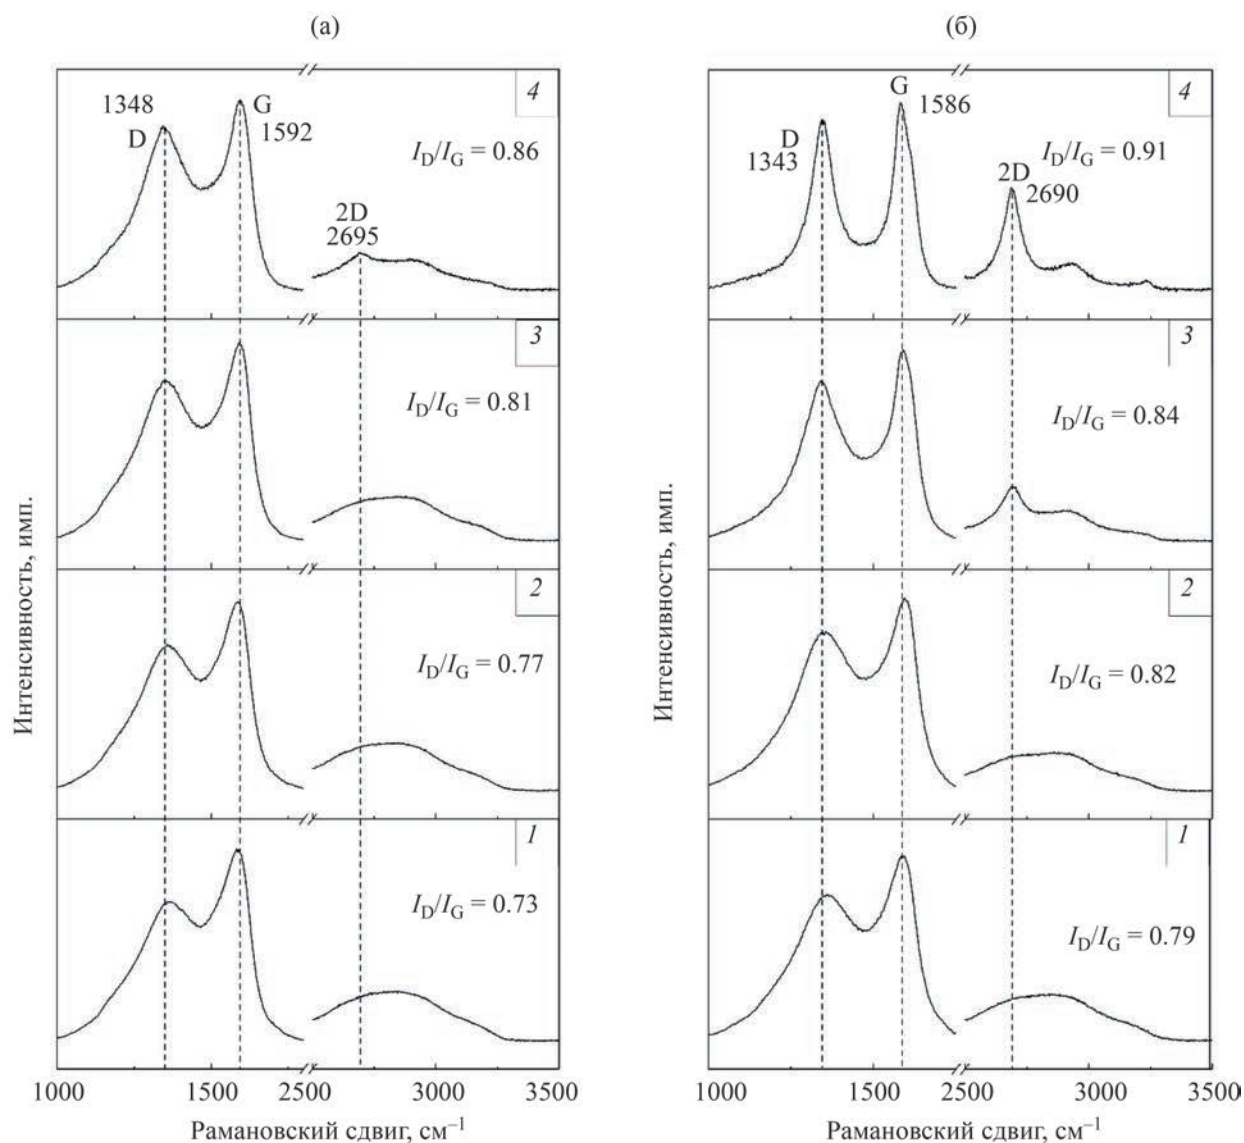 (а)
1348
D
G
1592
4
I_D/I_G = 0.86
2D
2695
3
I_D/I_G = 0.81
2
I_D/I_G = 0.77
1
I_D/I_G = 0.73
Интенсивность, имп.
1000 1500 2500 3000 3500
Рамановский сдвиг, см⁻¹
(б)
G
1586
4
D
1343
I_D/I_G = 0.91
2D
2690
3
I_D/I_G = 0.84
2
I_D/I_G = 0.82
1
I_D/I_G = 0.79
Интенсивность, имп.
1000 1500 2500 3000 3500
Рамановский сдвиг, см⁻¹